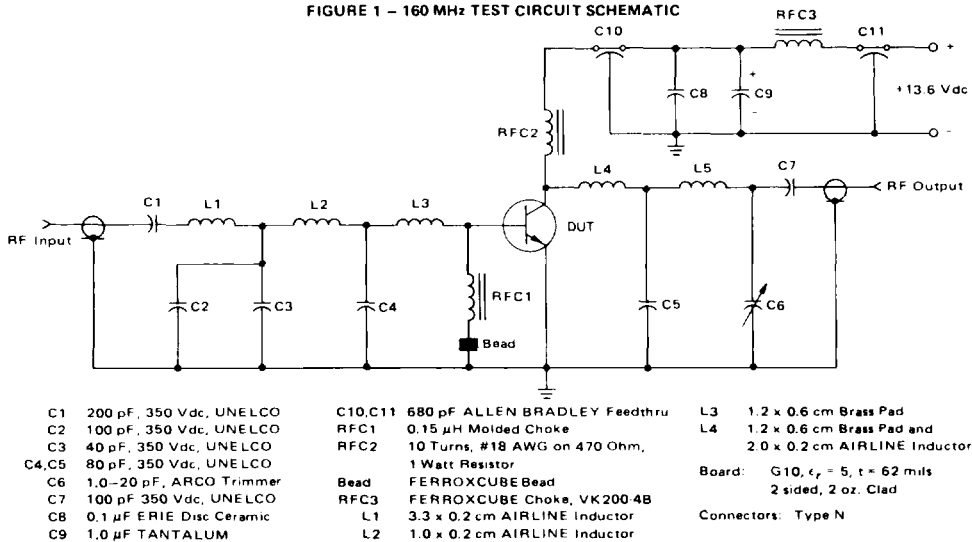 FIGURE 1 – 160 MHz TEST CIRCUIT SCHEMATIC
RFC3
C10
C11
+
+
C8
C9
+13.6 Vdc
-
-
RFC2
C7
L4
L5
RF Output
C1
L1
L2
L3
DUT
RF Input
RFC1
C2
C3
C4
C5
C6
Bead
C1 200 pF, 350 Vdc, UNELCO
C2 100 pF, 350 Vdc, UNELCO
C3 40 pF, 350 Vdc, UNELCO
C4,C5 80 pF, 350 Vdc, UNELCO
C6 1.0–20 pF, ARCO Trimmer
C7 100 pF 350 Vdc, UNELCO
C8 0.1 μF ERIE Disc Ceramic
C9 1.0 μF TANTALUM
C10,C11 680 pF ALLEN BRADLEY Feedthru
RFC1 0.15 μH Molded Choke
RFC2 10 Turns, #18 AWG on 470 Ohm,
1 Watt Resistor
Bead FERROXCUBE Bead
RFC3 FERROXCUBE Choke, VK200-4B
L1 3.3 x 0.2 cm AIRLINE Inductor
L2 1.0 x 0.2 cm AIRLINE Inductor
L3 1.2 x 0.6 cm Brass Pad
L4 1.2 x 0.6 cm Brass Pad and
2.0 x 0.2 cm AIRLINE Inductor
Board: G10, εr = 5, t = 62 mils
2 sided, 2 oz. Clad
Connectors: Type N